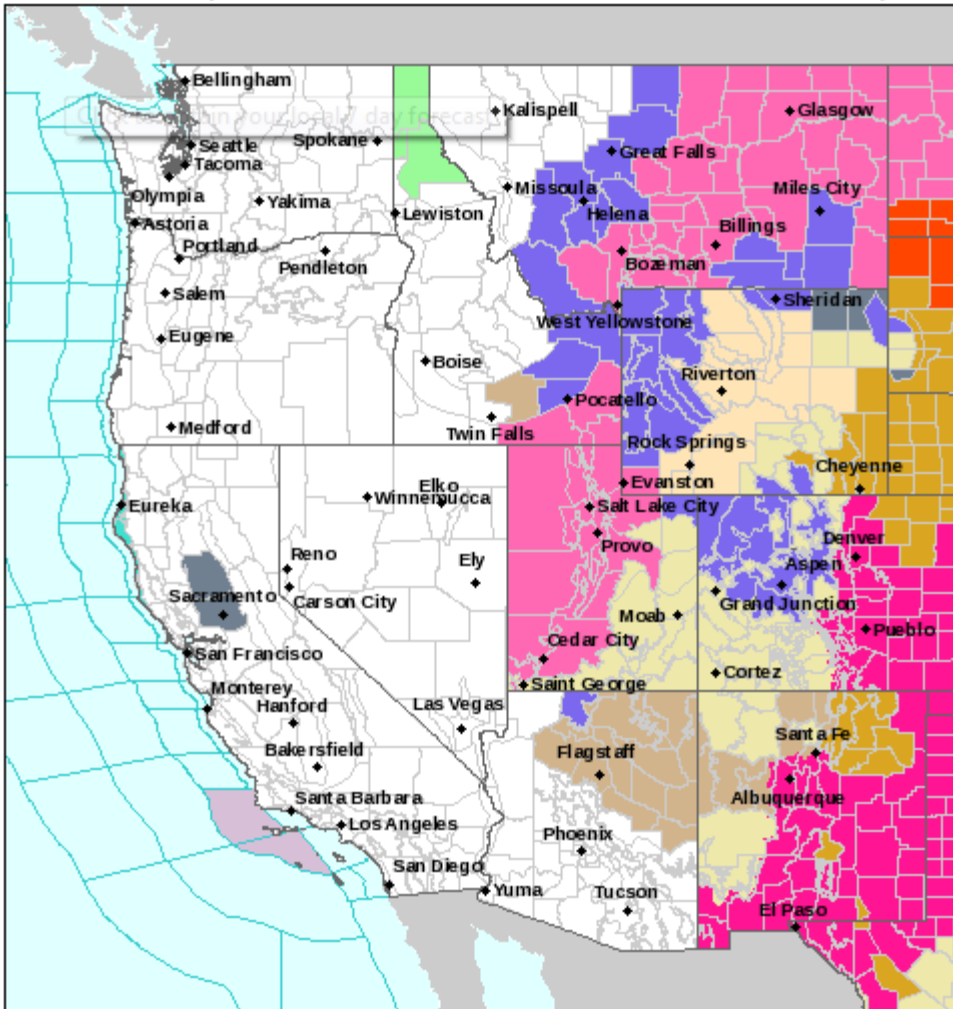 Bellingham
Kalispell
Glasgow
Click day forecast
Spokane
Seattle
Great Falls
Tacoma
Missoula
Miles City
Olympia
Yakima
Lewiston
Helena
Astoria
Billings
Portland
Pendleton
Bozeman
Salem
Sheridan
West Yellowstone
Eugene
Boise
Riverton
Pocatello
Medford
Twin Falls
Rock Springs
Cheyenne
Evanston
Elko
Winnemucca
Eureka
Salt Lake City
Denver
Reno
Provo
Ely
Aspen
Sacramento
Carson City
Grand Junction
Moab
Pueblo
Cedar City
San Francisco
Cortez
Saint George
Monterey
Hanford
Las Vegas
Santa Fe
Bakersfield
Flagstaff
Santa Barbara
Albuquerque
Los Angeles
Phoenix
San Diego
Yuma
Tucson
El Paso